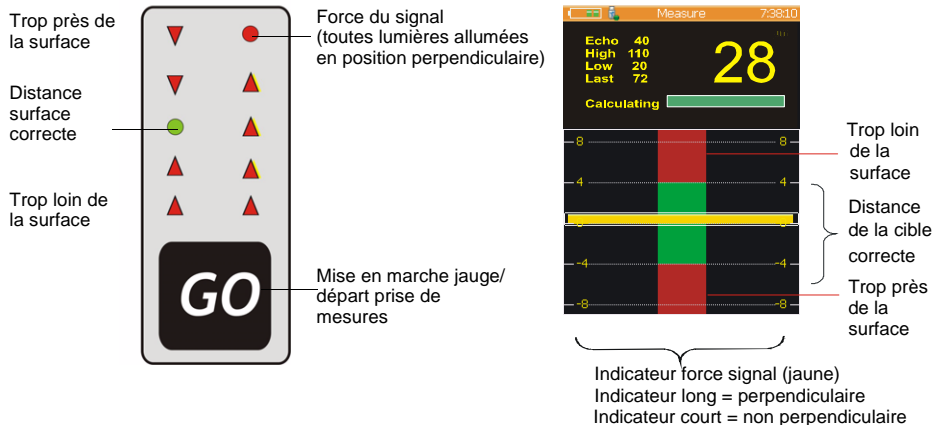 Trop près de
la surface
Distance
surface
correcte
Trop loin de
la surface
Force du signal
(toutes lumières allumées
en position perpendiculaire)
GO
Mise en marche jauge/
départ prise de
mesures
Measure 7:38:10
Echo 40
High 110
Low 20
Last 72
28
Calculating
8 8
4 4
0 0
-4 -4
-8 -8
Trop loin
de la
surface
Distance
de la cible
correcte
Trop près
de la
surface
Indicateur force signal (jaune)
Indicateur long = perpendiculaire
Indicateur court = non perpendiculaire